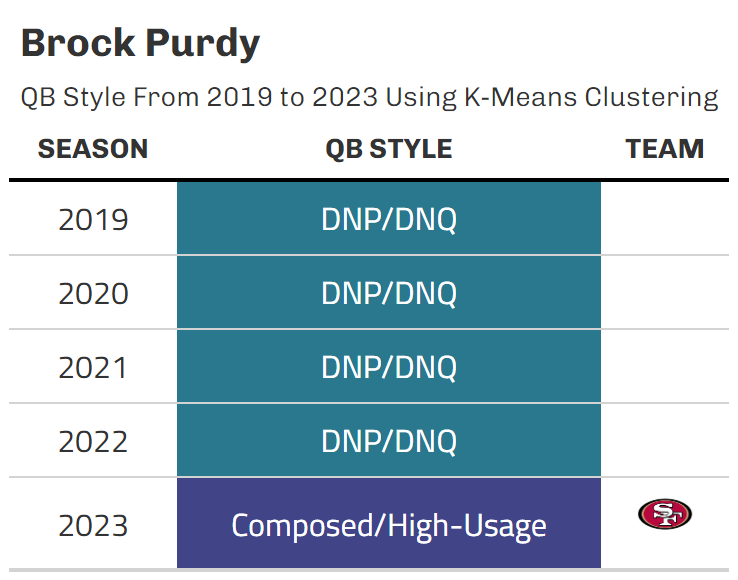 Brock Purdy
QB Style From 2019 to 2023 Using K-Means Clustering
SEASON QB STYLE TEAM
2019 DNP/DNQ
2020 DNP/DNQ
2021 DNP/DNQ
2022 DNP/DNQ
2023 Composed/High-Usage SF